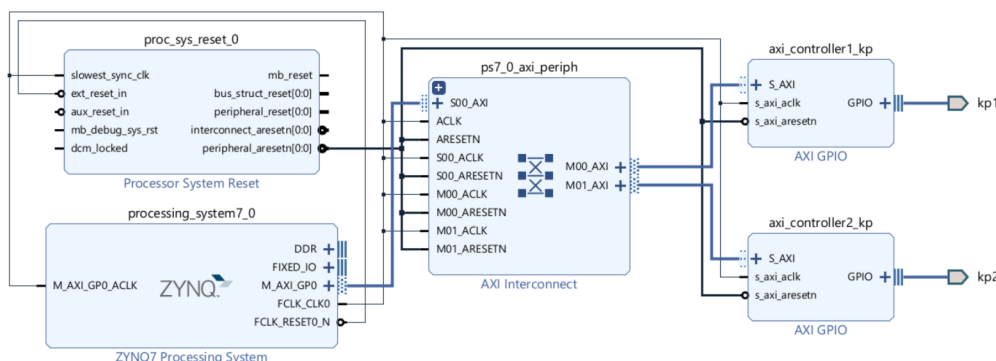 proc_sys_reset_0
slowest_sync_clk
ext_reset_in
aux_reset_in
mb_debug_sys_rst
dcm_locked
mb_reset
bus_struct_reset[0:0]
peripheral_reset[0:0]
interconnect_aresetn[0:0]
peripheral_aresetn[0:0]
Processor System Reset
processing_system7_0
M_AXI_GP0_ACLK
ZYNQ
DDR
FIXED_IO
M_AXI_GP0
FCLK_CLK0
FCLK_RESET0_N
ZYNQ7 Processing System
ps7_0_axi_periph
S00_AXI
ACLK
ARESETN
S00_ACLK
S00_ARESETN
M00_ACLK
M00_ARESETN
M01_ACLK
M01_ARESETN
M00_AXI
M01_AXI
AXI Interconnect
axi_controller1_kp
S_AXI
s_axi_aclk
s_axi_aresetn
GPIO
AXI GPIO
kp1
axi_controller2_kp
S_AXI
s_axi_aclk
s_axi_aresetn
GPIO
AXI GPIO
kp2